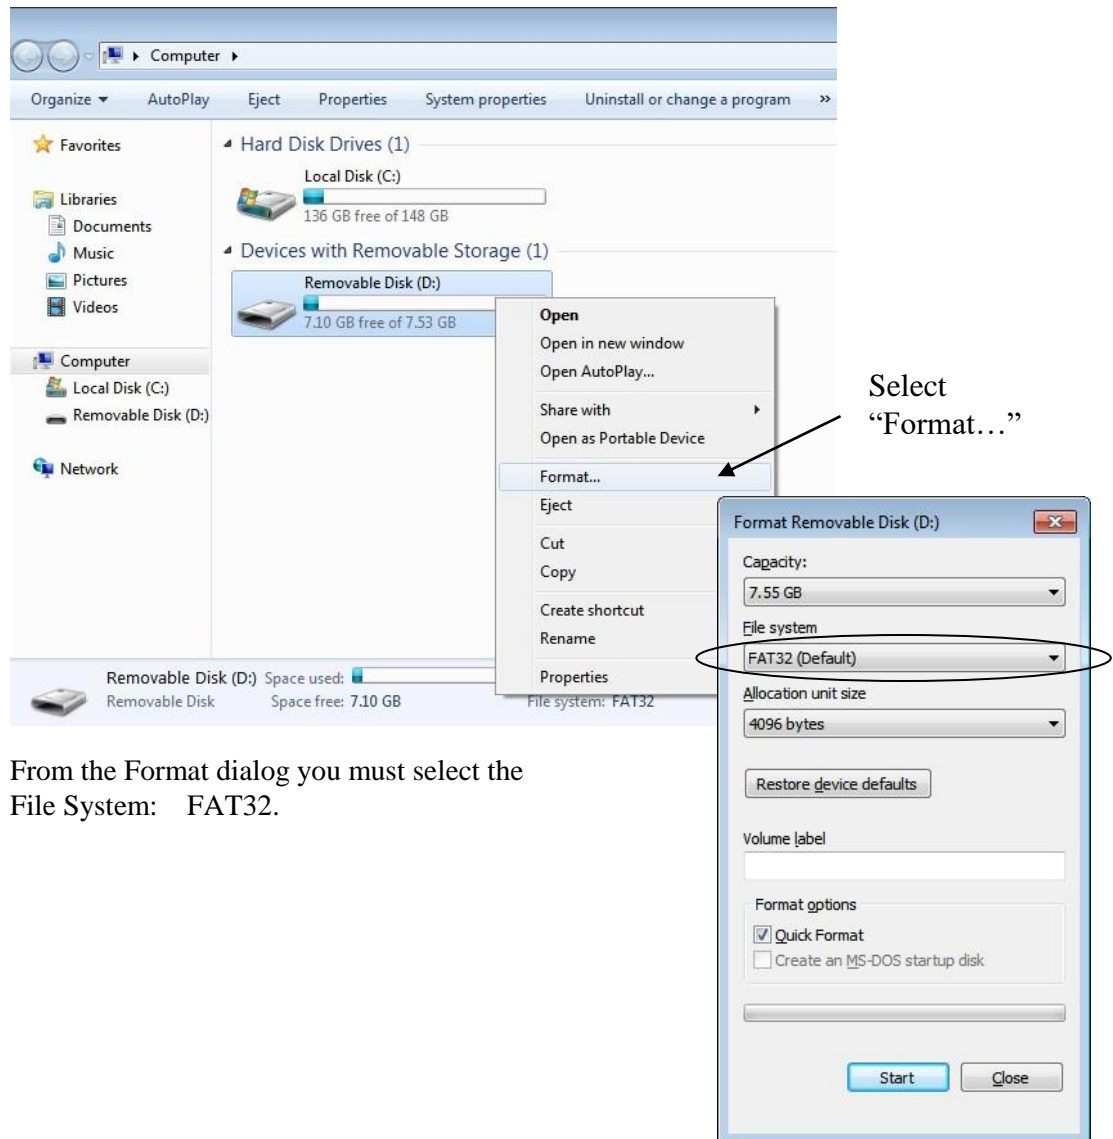 Computer
Organize AutoPlay Eject Properties System properties Uninstall or change a program »
Favorites
Libraries
Documents
Music
Pictures
Videos
Computer
Local Disk (C:)
Removable Disk (D:)
Network
Hard Disk Drives (1)
Local Disk (C:)
136 GB free of 148 GB
Devices with Removable Storage (1)
Removable Disk (D:)
7.10 GB free of 7.53 GB
Open
Open in new window
Open AutoPlay...
Share with
Open as Portable Device
Format...
Eject
Cut
Copy
Create shortcut
Rename
Properties
Select
“Format…”
Removable Disk (D:) Space used:
Removable Disk Space free: 7.10 GB File system: FAT32
Format Removable Disk (D:)
Capacity:
7.55 GB
File system
FAT32 (Default)
Allocation unit size
4096 bytes
Restore device defaults
Volume label
Format options
Quick Format
Create an MS-DOS startup disk
Start Close
From the Format dialog you must select the
File System: FAT32.